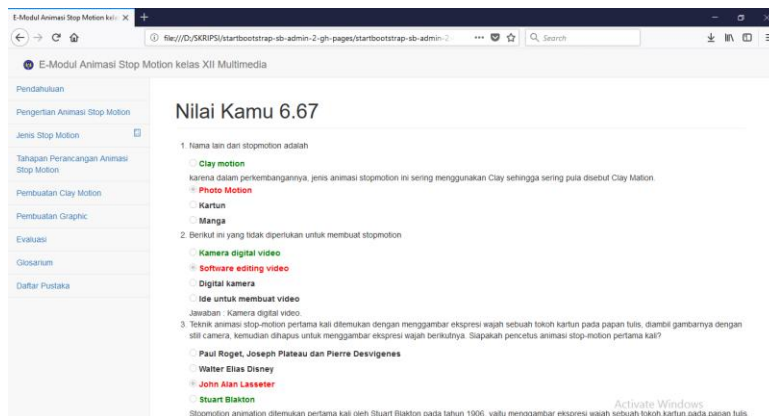 E-Modul Animasi Stop Motion kela
file:///D:/SKRIPSI/startbootstrap-sb-admin-2-gh-pages/startbootstrap-sb-admin-2-
Search
E-Modul Animasi Stop Motion kelas XII Multimedia
Pendahuluan
Pengertian Animasi Stop Motion
Jenis Stop Motion
Tahapan Perancangan Animasi
Stop Motion
Pembuatan Clay Motion
Pembuatan Graphic
Evaluasi
Glosarium
Daftar Pustaka
Nilai Kamu 6.67
1. Nama lain dari stopmotion adalah
Clay motion
karena dalam perkembangannya, jenis animasi stopmotion ini sering menggunakan Clay sehingga sering pula disebut Clay Mation.
Photo Motion
Kartun
Manga
2. Berikut ini yang tidak diperlukan untuk membuat stopmotion
Kamera digital video
Software editing video
Digital kamera
Ide untuk membuat video
Jawaban : Kamera digital video.
3. Teknik animasi stop-motion pertama kali ditemukan dengan menggambar ekspresi wajah sebuah tokoh kartun pada papan tulis, diambil gambarnya dengan
still camera, kemudian dihapus untuk menggambar ekspresi wajah berikutnya. Siapakah pencetus animasi stop-motion pertama kali?
Paul Roget, Joseph Plateau dan Pierre Desvigenes
Walter Elias Disney
John Alan Lasseter
Stuart Blakton
Stopmotion animation ditemukan pertama kali oleh Stuart Blakton pada tahun 1906, yaitu menggambar ekspresi wajah sebuah tokoh kartun pada papan tulis,
Activate Windows